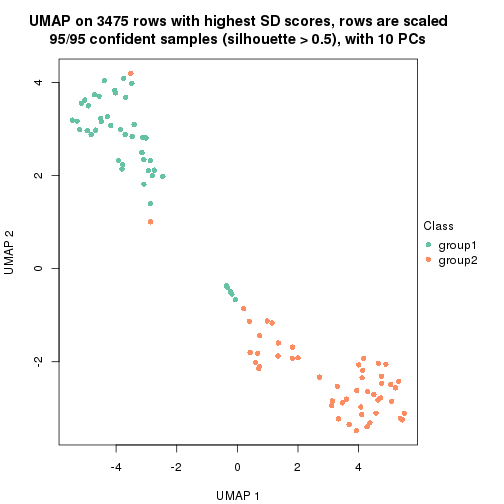 UMAP on 3475 rows with highest SD scores, rows are scaled
95/95 confident samples (silhouette > 0.5), with 10 PCs
4
2
0
-2
UMAP 2
-4
-2
0
2
4
UMAP 1
Class
group1
group2